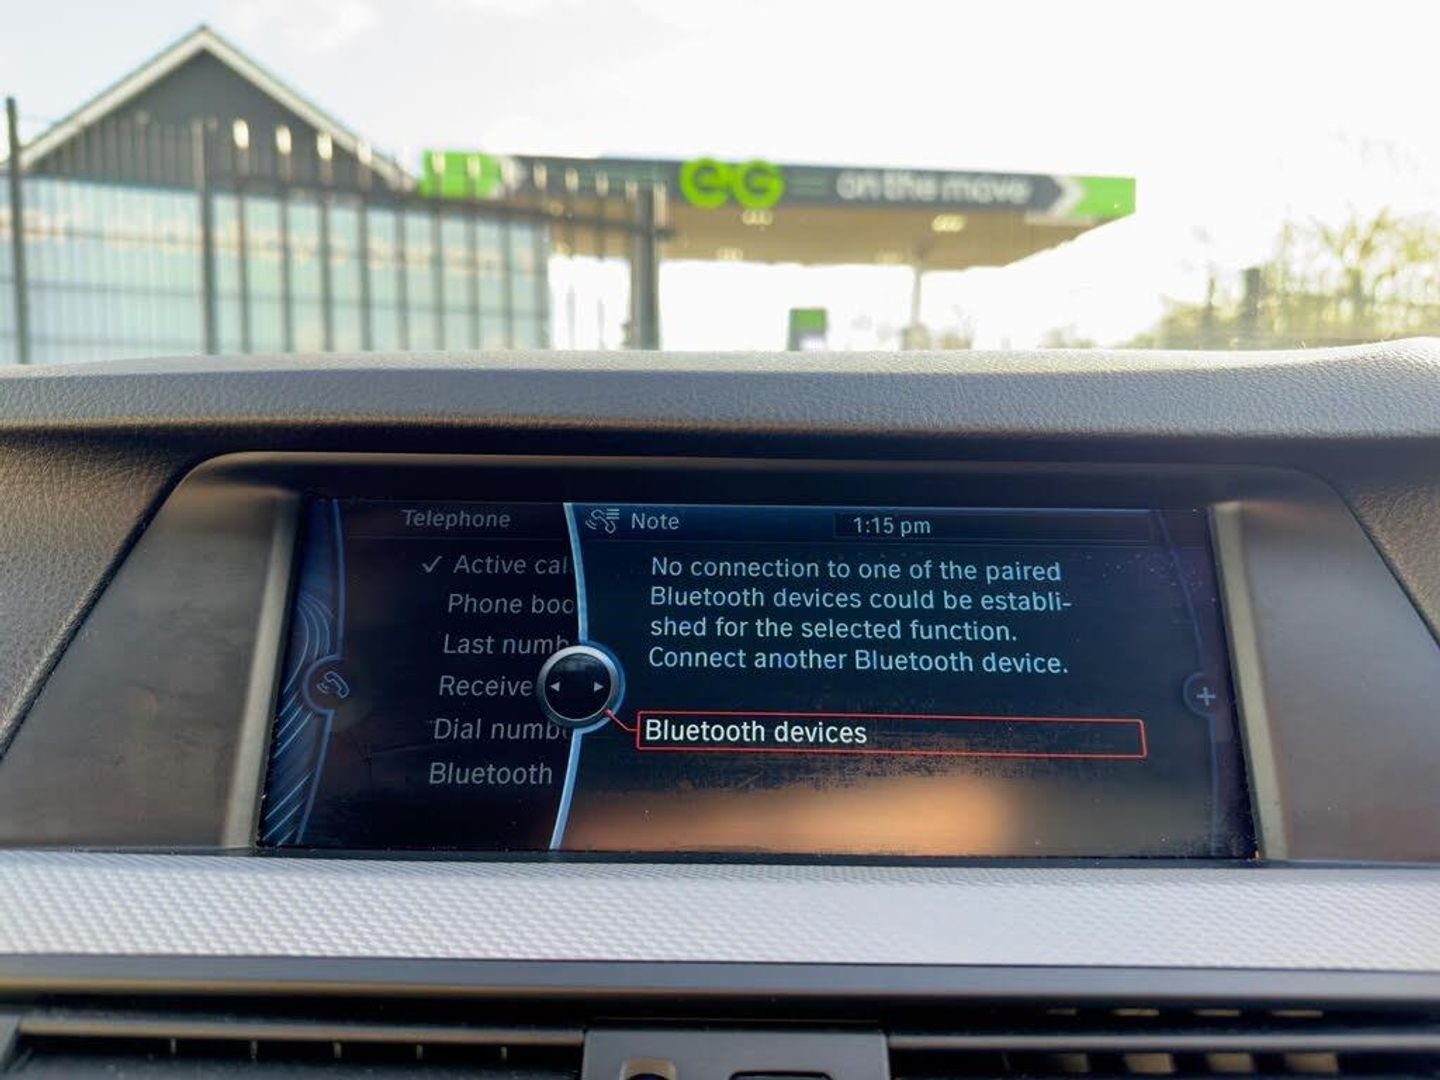 eG on the move
Telephone
Note
1:15 pm
✓ Active cal
Phone boo
Last numb
Receive
Dial numb
Bluetooth
No connection to one of the paired
Bluetooth devices could be establi-
shed for the selected function.
Connect another Bluetooth device.
Bluetooth devices